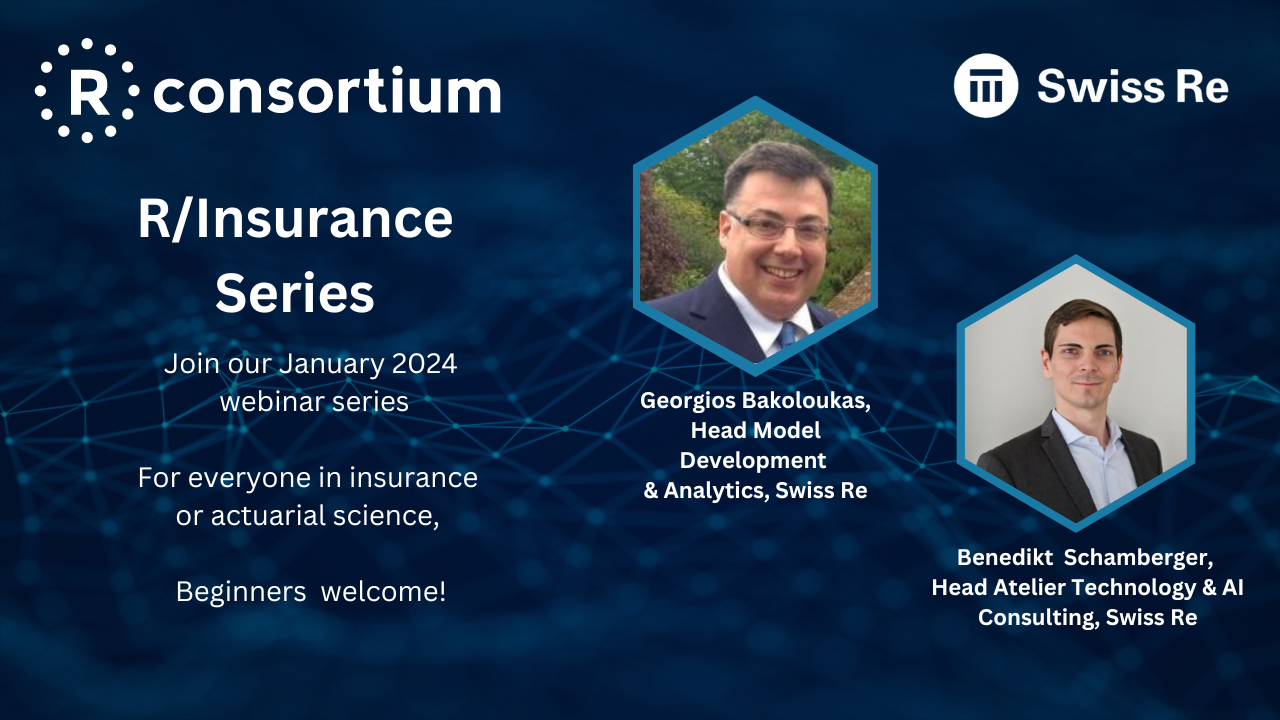 R consortium
Swiss Re
R/Insurance
Series
Join our January 2024
webinar series
For everyone in insurance
or actuarial science,
Beginners  welcome!
Georgios Bakoloukas,
Head Model
Development
& Analytics, Swiss Re
Benedikt  Schamberger,
Head Atelier Technology & AI
Consulting, Swiss Re